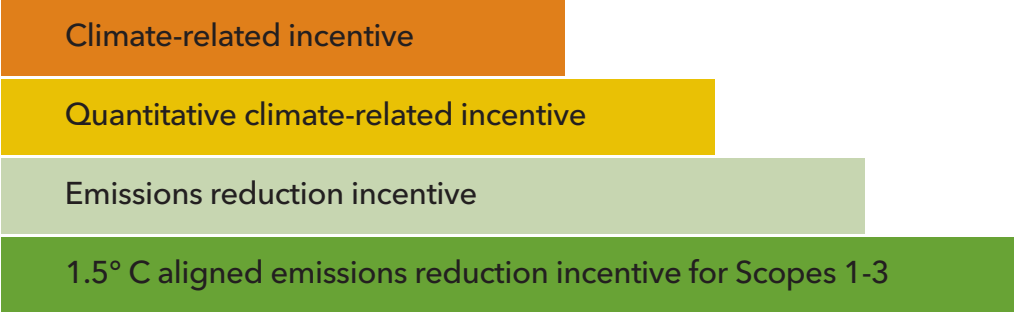 Climate-related incentive
Quantitative climate-related incentive
Emissions reduction incentive
1.5° C aligned emissions reduction incentive for Scopes 1-3